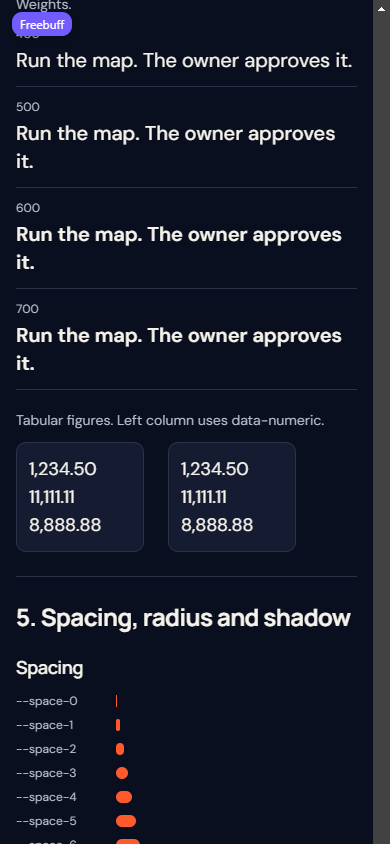 Weights.
Freebuff
400
Run the map. The owner approves it.
500
Run the map. The owner approves
it.
600
Run the map. The owner approves
it.
700
Run the map. The owner approves
it.
Tabular figures. Left column uses data-numeric.
1,234.50
11,111.11
8,888.88
1,234.50
11,111.11
8,888.88
5. Spacing, radius and shadow
Spacing
--space-0
--space-1
--space-2
--space-3
--space-4
--space-5
--space-6